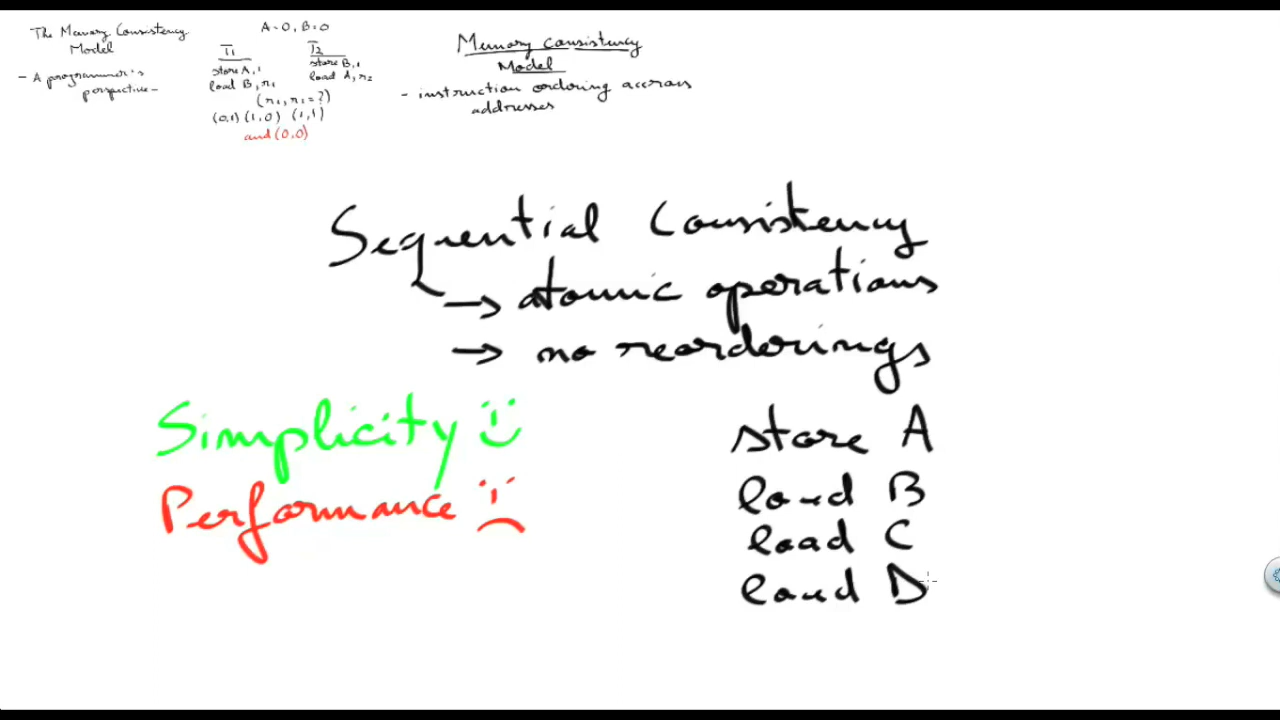 The Memory Consistency
Model
- A programmer's
perspective -
A=0, B=0
T1 T2
store A, 1 store B, 1
load B, r1 load A, r2
(r1, r2 = ?)
(0,1) (1,0) (1,1)
and (0,0)
Memory Consistency
Model
- instruction ordering accross
addresses
Sequential Consistency
→ atomic operations
→ no reorderings
Simplicity
Performance
store A
load B
load C
load D